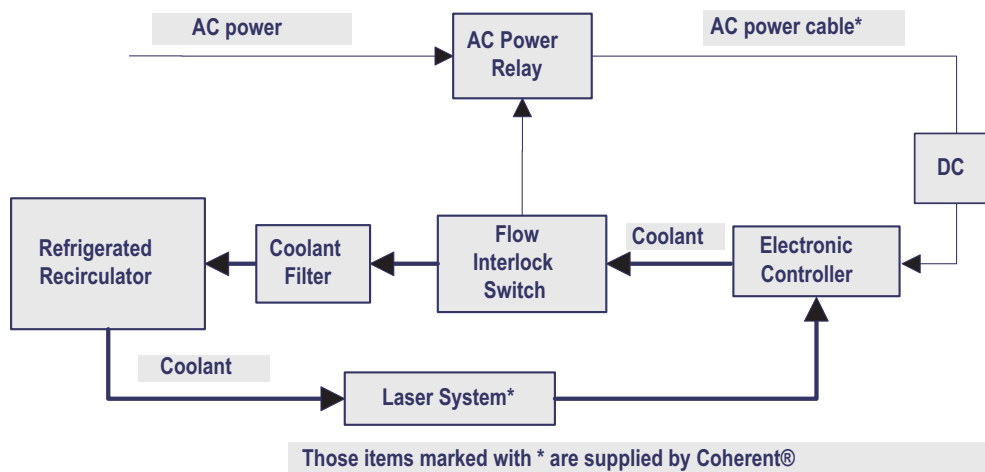 AC power
AC Power
Relay
AC power cable*
DC
Refrigerated
Recirculator
Coolant
Filter
Flow
Interlock
Switch
Coolant
Electronic
Controller
Coolant
Laser System*
Those items marked with * are supplied by Coherent®